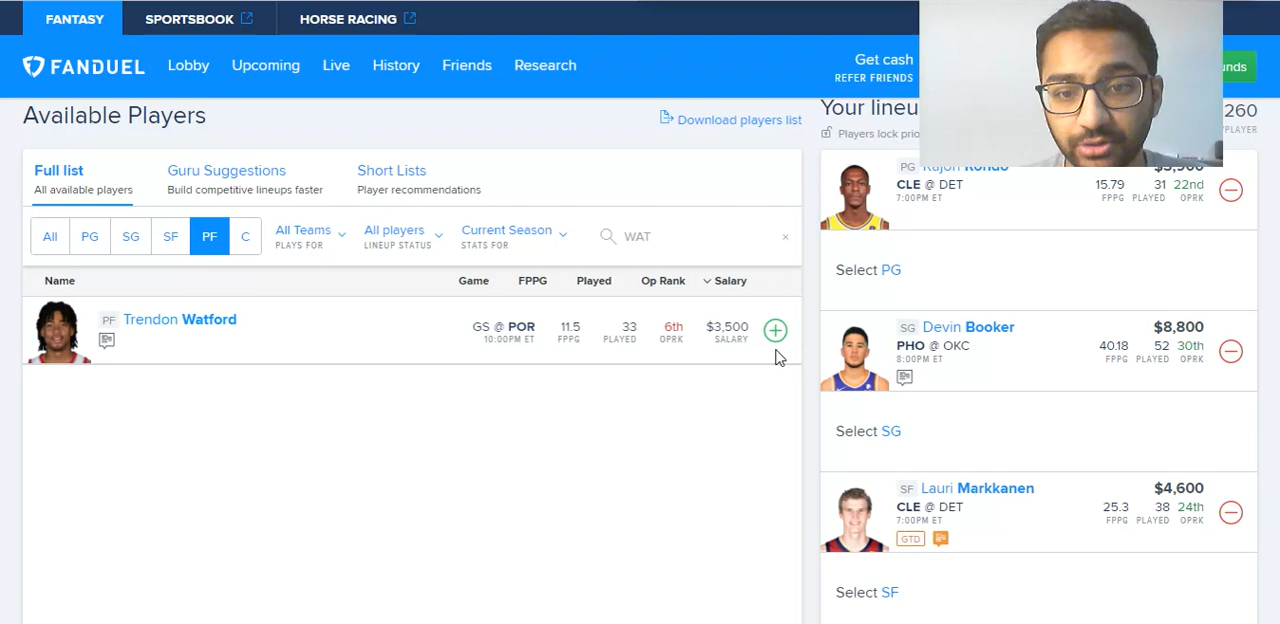 FANTASY SPORTSBOOK HORSE RACING
FANDUEL Lobby Upcoming Live History Friends Research
Get cash
REFER FRIENDS
nds
Available Players
Download players list
Full list Guru Suggestions Short Lists
All available players Build competitive lineups faster Player recommendations
All PG SG SF PF C
All Teams All players Current Season
PLAYS FOR LINEUP STATUS STATS FOR
WAT ×
Name Game FPPG Played Op Rank Salary
PF Trendon Watford
GS @ POR 11.5 33 6th $3,500
10:00PM ET FPPG PLAYED OPRK SALARY
Your lineu
260
Players lock prio
/PLAYER
PG Rajon Rondo
CLE @ DET 15.79 31 22nd
7:00PM ET FPPG PLAYED OPRK
Select PG
SG Devin Booker $8,800
PHO @ OKC 40.18 52 30th
8:00PM ET FPPG PLAYED OPRK
Select SG
SF Lauri Markkanen $4,600
CLE @ DET 25.3 38 24th
7:00PM ET FPPG PLAYED OPRK
GTD
Select SF